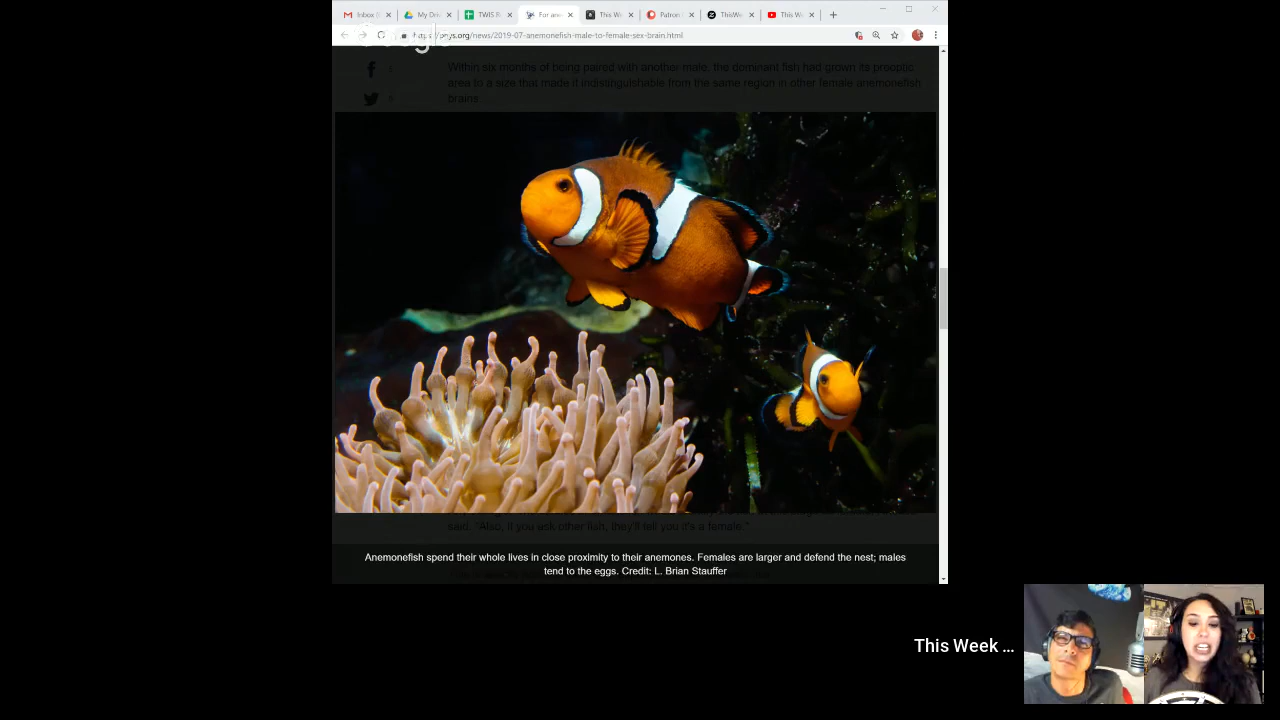 Inbox
My Driv
TWIS R
For ane
This We
Patron
ThisWe
This W
https://phys.org/news/2019-07-anemonefish-male-to-female-sex-brain.html
Within six months of being paired with another male, the dominant fish had grown its preoptic
area to a size that made it indistinguishable from the same region in other female anemonefish
brains
said. "Also, if you ask other fish, they'll tell you it's a female."
Anemonefish spend their whole lives in close proximity to their anemones. Females are larger and defend the nest; males
tend to the eggs. Credit: L. Brian Stauffer
This Week ...